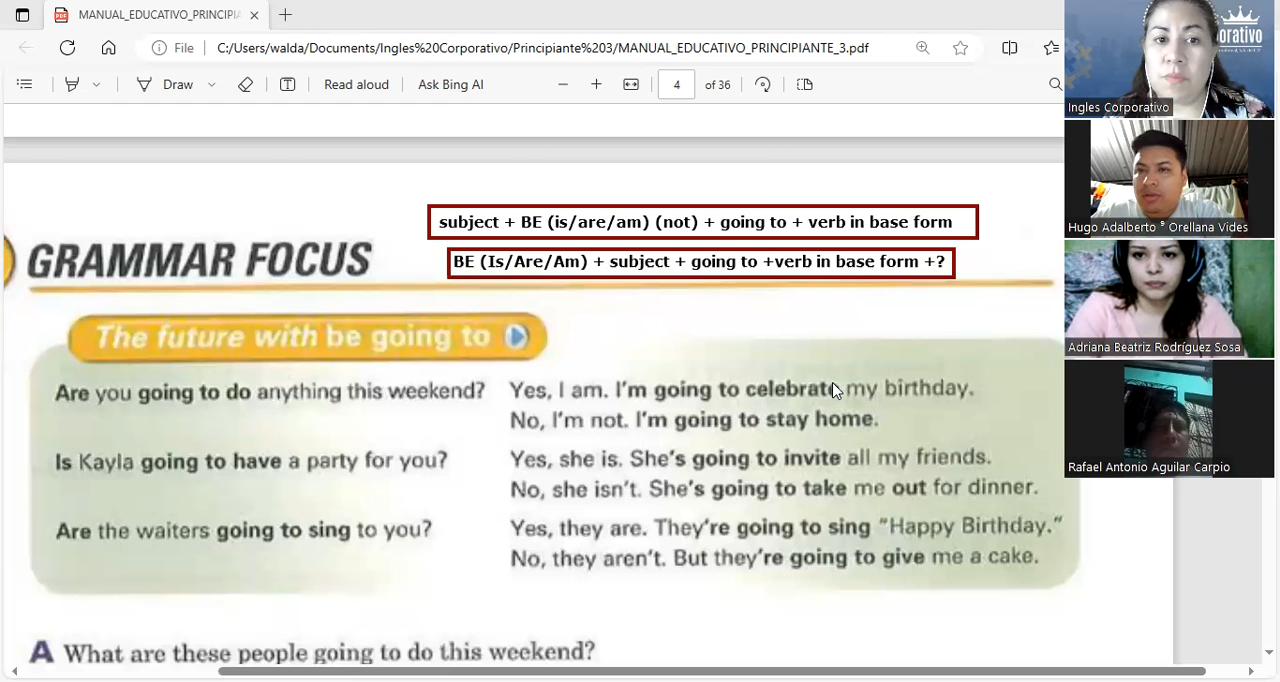 MANUAL_EDUCATIVO_PRINCIPIA
File
C:/Users/walda/Documents/Ingles%20Corporativo/Principante%203/MANUAL_EDUCATIVO_PRINCIPIANTE_3.pdf
Draw
Read aloud
Ask Bing AI
4
of 36
subject + BE (is/are/am) (not) + going to + verb in base form
BE (Is/Are/Am) + subject + going to +verb in base form +?
GRAMMAR FOCUS
The future with be going to
Are you going to do anything this weekend?
Yes, I am. I'm going to celebrate my birthday.
No, I'm not. I'm going to stay home.
Is Kayla going to have a party for you?
Yes, she is. She's going to invite all my friends.
No, she isn't. She's going to take me out for dinner.
Are the waiters going to sing to you?
Yes, they are. They're going to sing “Happy Birthday.”
No, they aren't. But they're going to give me a cake.
A What are these people going to do this weekend?
orativo
Ingles Corporativo
Hugo Adalberto ° Orellana Vides
Adriana Beatriz Rodríguez Sosa
Rafael Antonio Aguilar Carpio